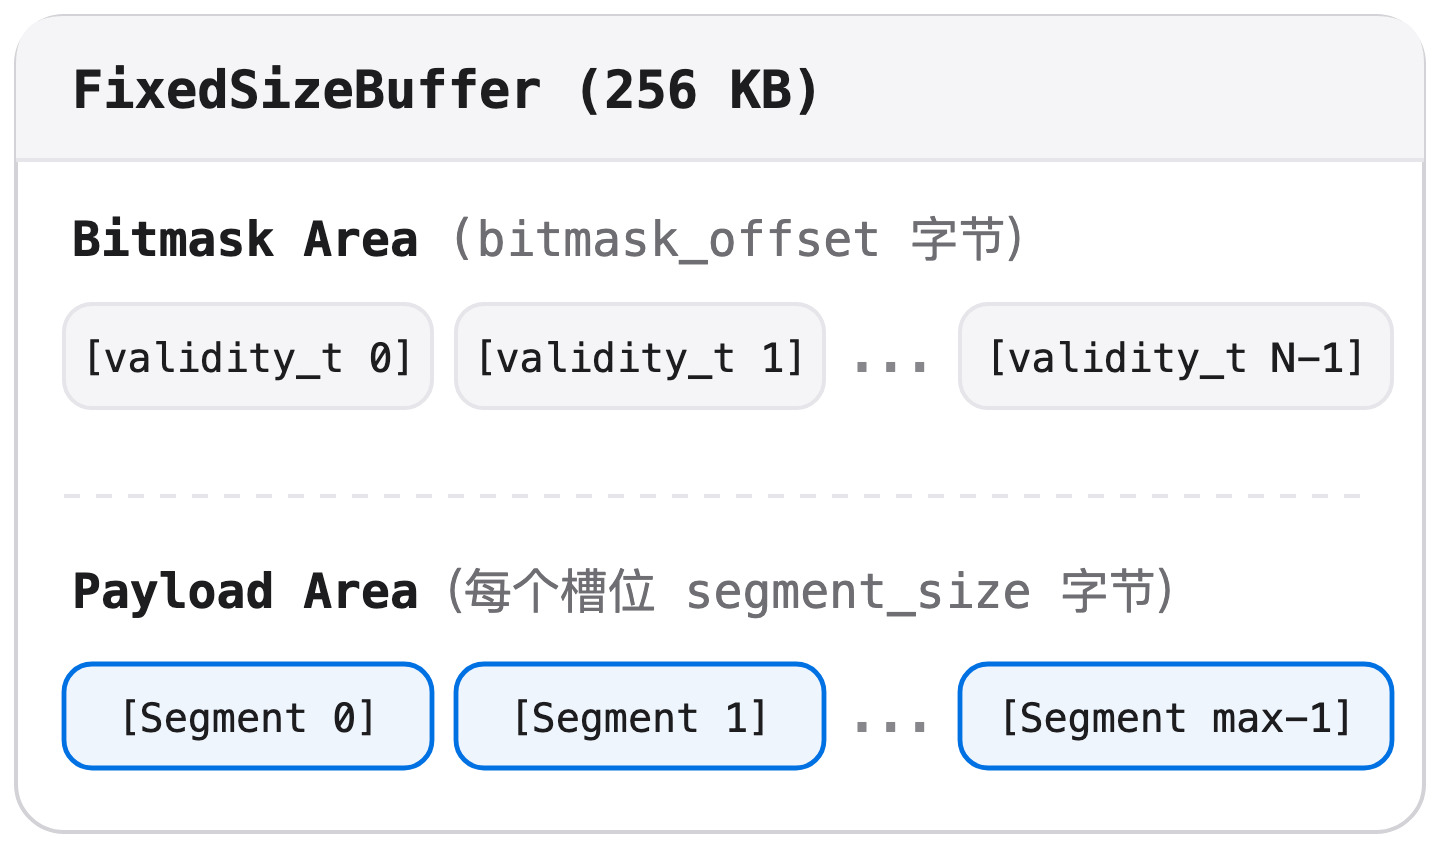 FixedSizeBuffer (256 KB)
Bitmask Area (bitmask_offset 字节)
[validity_t 0] [validity_t 1] ... [validity_t N-1]
Payload Area (每个槽位 segment_size 字节)
[Segment 0] [Segment 1] ... [Segment max-1]